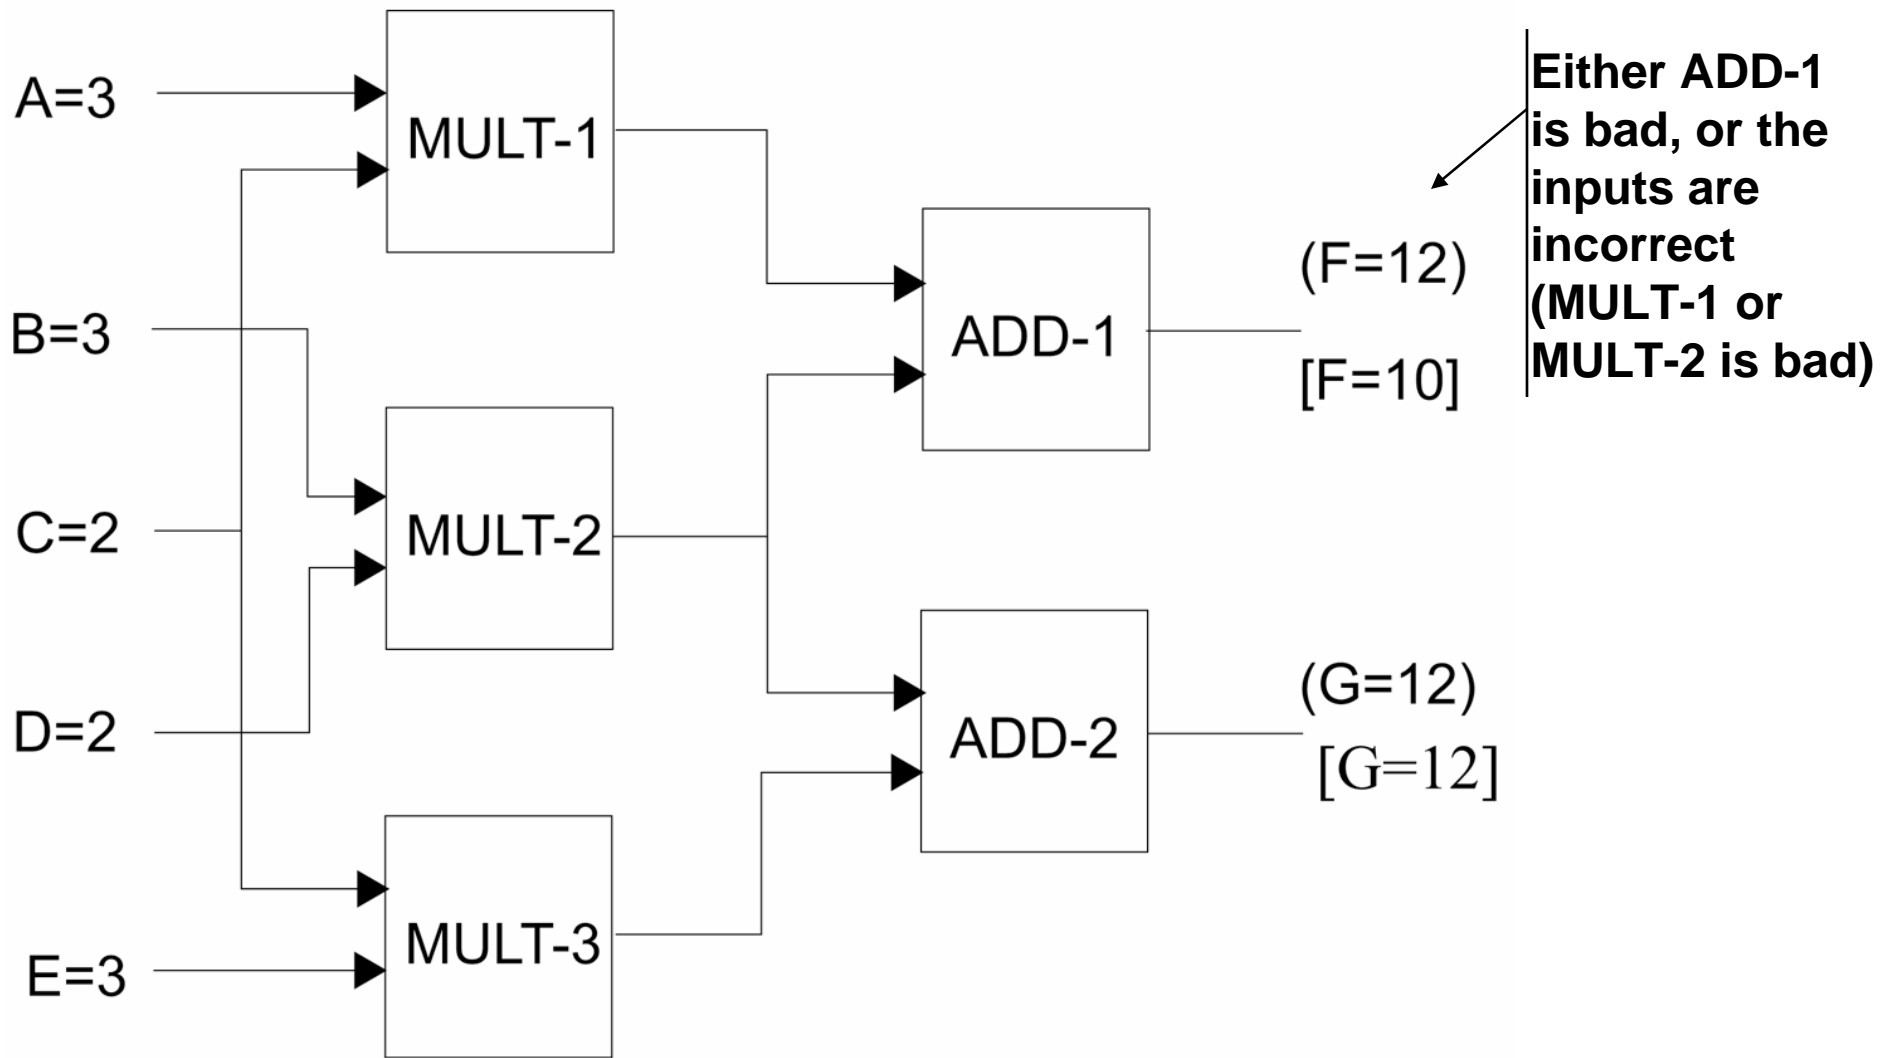 A=3
B=3
C=2
D=2
E=3
MULT-1
MULT-2
MULT-3
ADD-1
ADD-2
(F=12)
[F=10]
(G=12)
[G=12]
Either ADD-1
is bad, or the
inputs are
incorrect
(MULT-1 or
MULT-2 is bad)